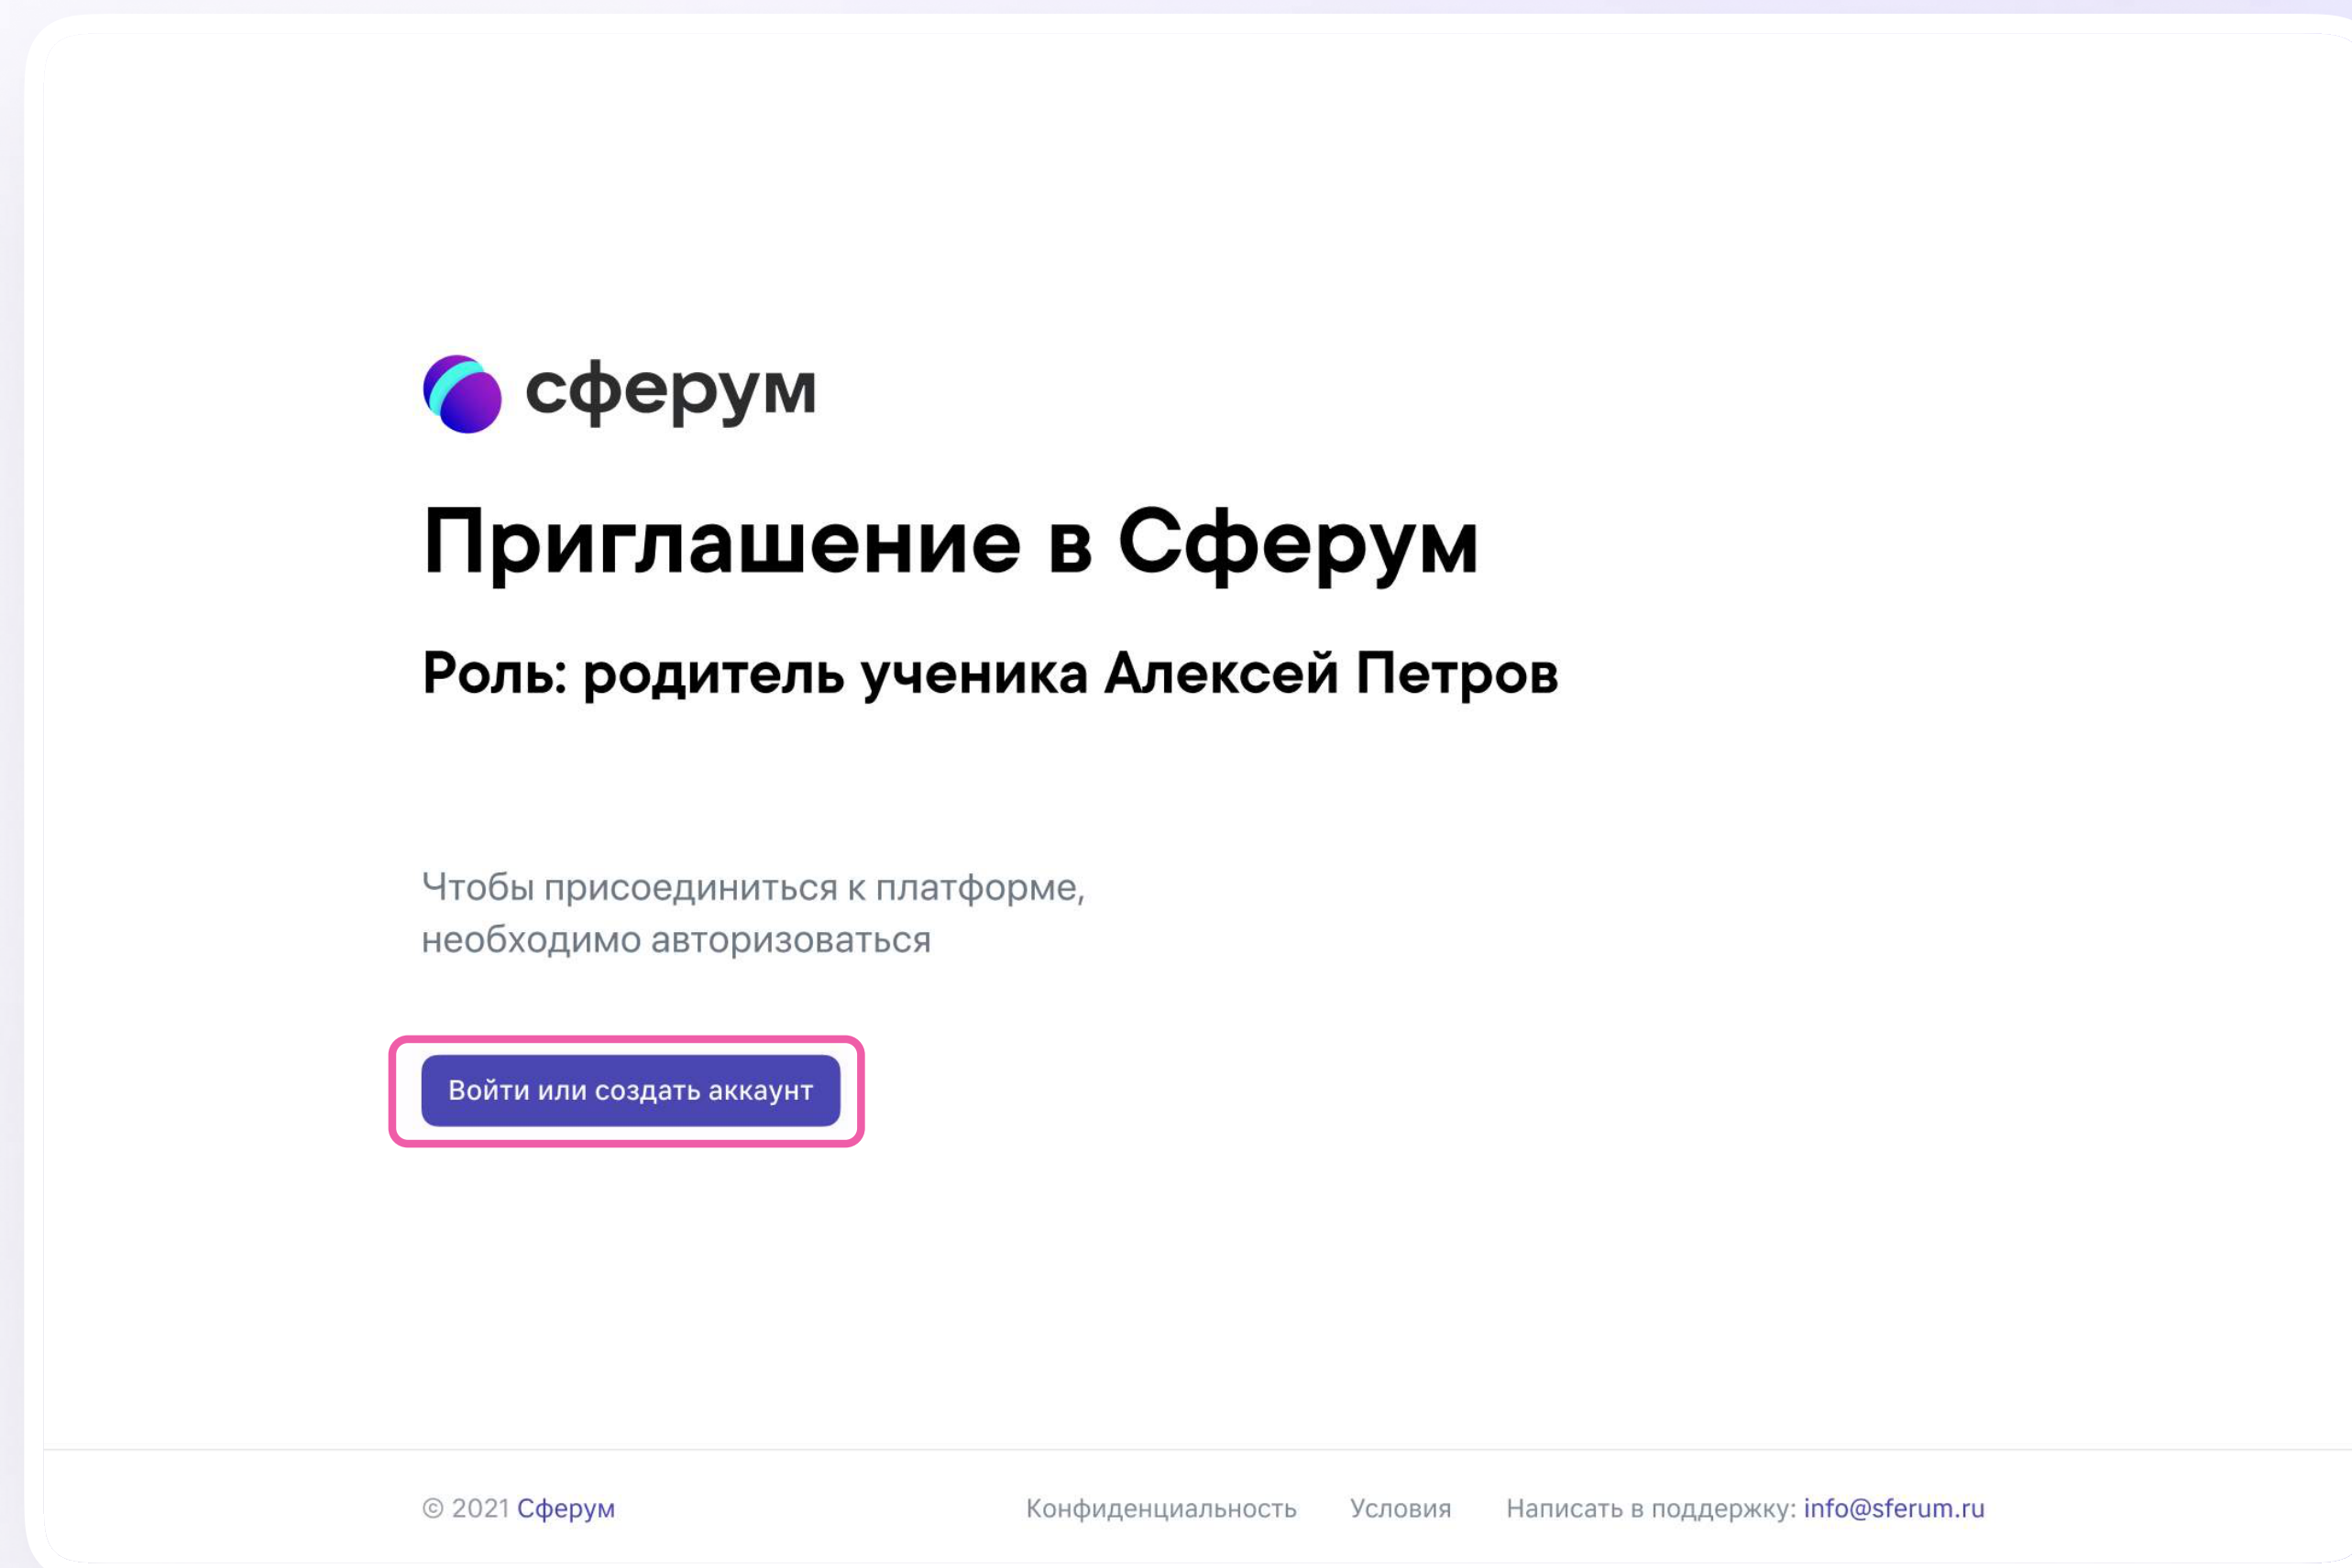 сферум
Приглашение в Сферум
Роль: родитель ученика Алексей Петров
Чтобы присоединиться к платформе,
необходимо авторизоваться
Войти или создать аккаунт
© 2021 Сферум Конфиденциальность Условия Написать в поддержку: info@sferum.ru